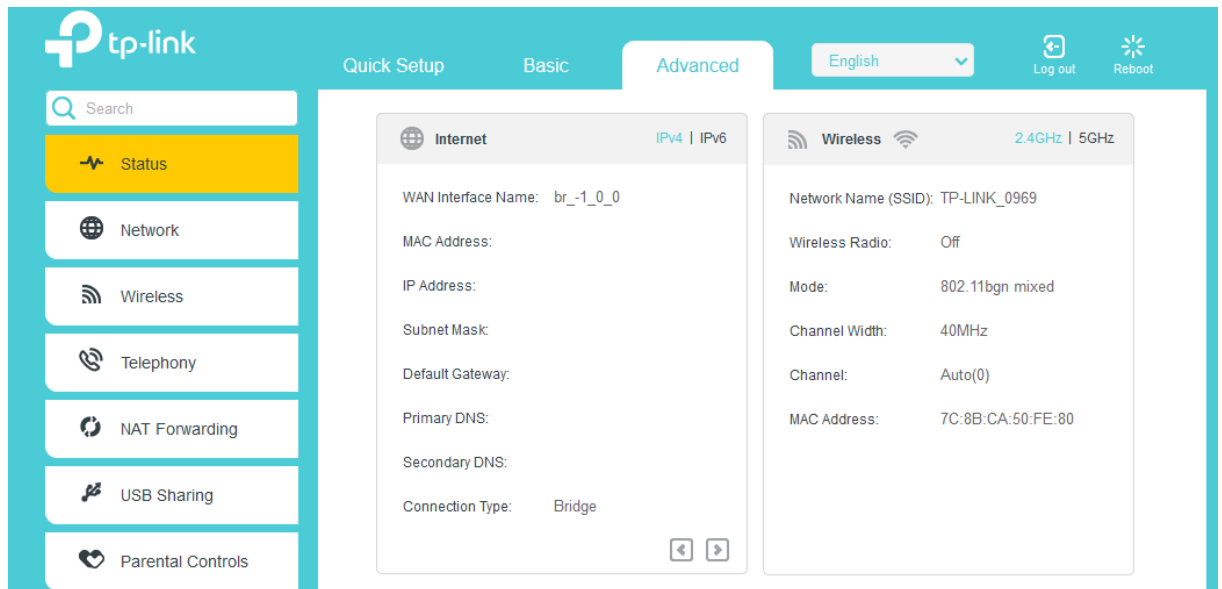 tp-link
Quick Setup
Basic
Advanced
English
Log out
Reboot
Search
Status
Network
Wireless
Telephony
NAT Forwarding
USB Sharing
Parental Controls
Internet
IPv4 | IPv6
WAN Interface Name: br_-1_0_0
MAC Address:
IP Address:
Subnet Mask:
Default Gateway:
Primary DNS:
Secondary DNS:
Connection Type: Bridge
Wireless
2.4GHz | 5GHz
Network Name (SSID): TP-LINK_0969
Wireless Radio: Off
Mode: 802.11bgn mixed
Channel Width: 40MHz
Channel: Auto(0)
MAC Address: 7C:8B:CA:50:FE:80